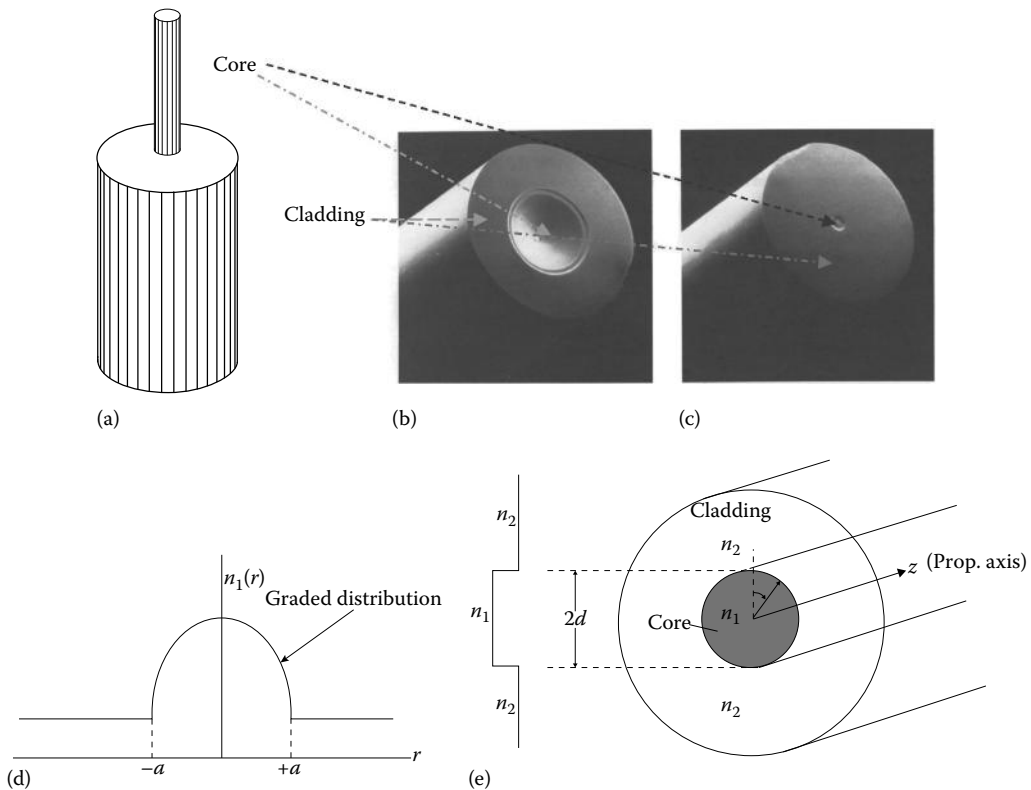 Core
Cladding
(a)
(b)
(c)
n₁(r)
Graded distribution
−a
+a
r
(d)
n₂
n₁
n₂
2d
Cladding
n₂
n₁
Core
n₂
z (Prop. axis)
(e)